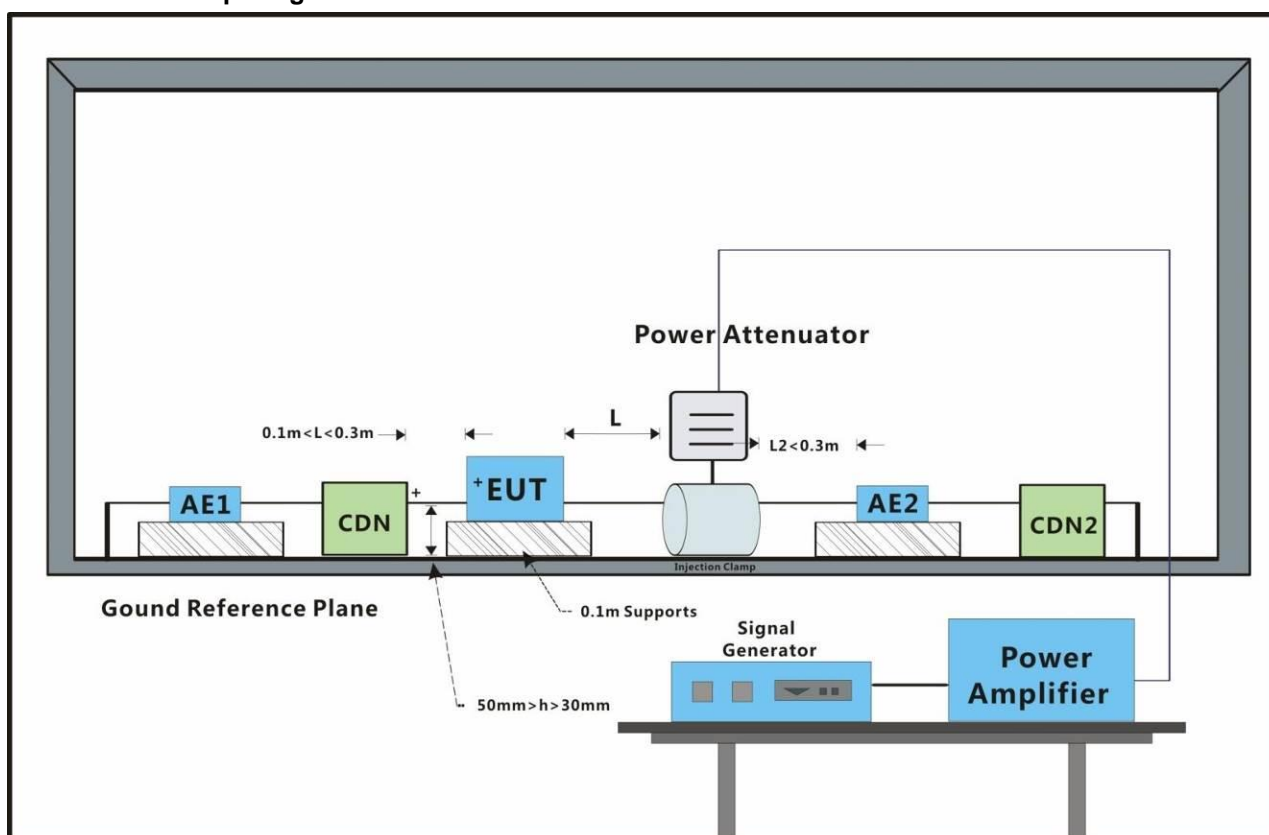 Power Attenuator
0.1m<L<0.3m
L
L2<0.3m
AE1
CDN
+
+EUT
AE2
CDN2
Injection Clamp
Gound Reference Plane
0.1m Supports
50mm>h>30mm
Signal
Generator
Power
Amplifier